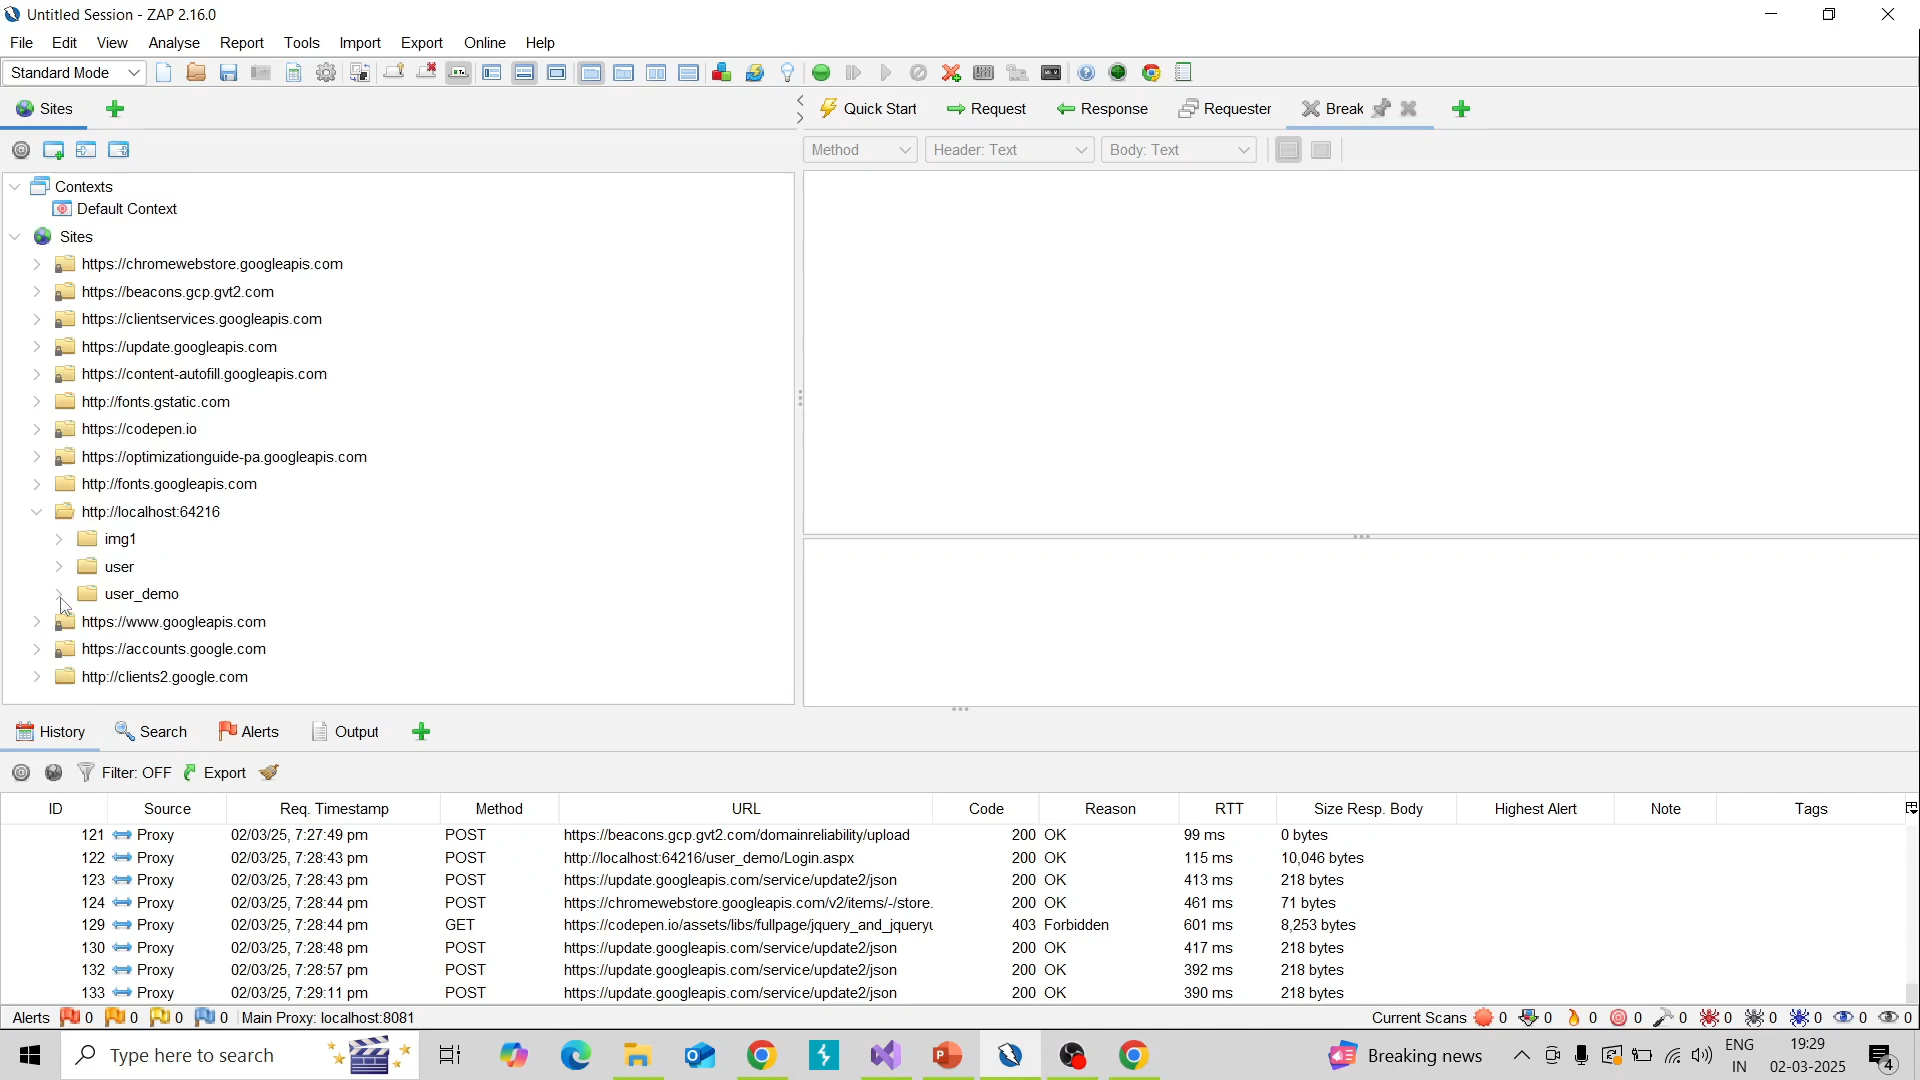 Untitled Session - ZAP 2.16.0
File Edit View Analyse Report Tools Import Export Online Help
Standard Mode
Sites
Quick Start Request Response Requester Break
Method Header: Text Body: Text
Contexts
Default Context
Sites
https://chromewebstore.googleapis.com
https://beacons.gcp.gvt2.com
https://clientservices.googleapis.com
https://update.googleapis.com
https://content-autofill.googleapis.com
http://fonts.gstatic.com
https://codepen.io
https://optimizationguide-pa.googleapis.com
http://fonts.googleapis.com
http://localhost:64216
img1
user
user_demo
https://www.googleapis.com
https://accounts.google.com
http://clients2.google.com
History Search Alerts Output
Filter: OFF Export
ID Source Req. Timestamp Method URL Code Reason RTT Size Resp. Body Highest Alert Note Tags
121 Proxy 02/03/25, 7:27:49 pm POST https://beacons.gcp.gvt2.com/domainreliability/upload 200 OK 99 ms 0 bytes
122 Proxy 02/03/25, 7:28:43 pm POST http://localhost:64216/user_demo/Login.aspx 200 OK 115 ms 10,046 bytes
123 Proxy 02/03/25, 7:28:43 pm POST https://update.googleapis.com/service/update2/json 200 OK 413 ms 218 bytes
124 Proxy 02/03/25, 7:28:44 pm POST https://chromewebstore.googleapis.com/v2/items/-/store. 200 OK 461 ms 71 bytes
129 Proxy 02/03/25, 7:28:44 pm GET https://codepen.io/assets/libs/fullpage/jquery_and_jqueryu 403 Forbidden 601 ms 8,253 bytes
130 Proxy 02/03/25, 7:28:48 pm POST https://update.googleapis.com/service/update2/json 200 OK 417 ms 218 bytes
132 Proxy 02/03/25, 7:28:57 pm POST https://update.googleapis.com/service/update2/json 200 OK 392 ms 218 bytes
133 Proxy 02/03/25, 7:29:11 pm POST https://update.googleapis.com/service/update2/json 200 OK 390 ms 218 bytes
Alerts 0 0 0 0 Main Proxy: localhost:8081 Current Scans 0 0 0 0 0 0 0 0 0 0
Type here to search Breaking news ENG 19:29
IN 02-03-2025 4